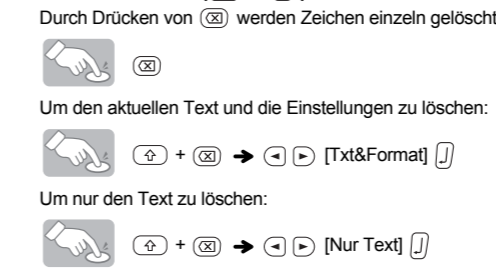 Durch Drücken von ⌫ werden Zeichen einzeln gelöscht
⌫
Um den aktuellen Text und die Einstellungen zu löschen:
⇧ + ⌫ ➔ ◄ ► [Txt&Format] ↲
Um nur den Text zu löschen:
⇧ + ⌫ ➔ ◄ ► [Nur Text] ↲